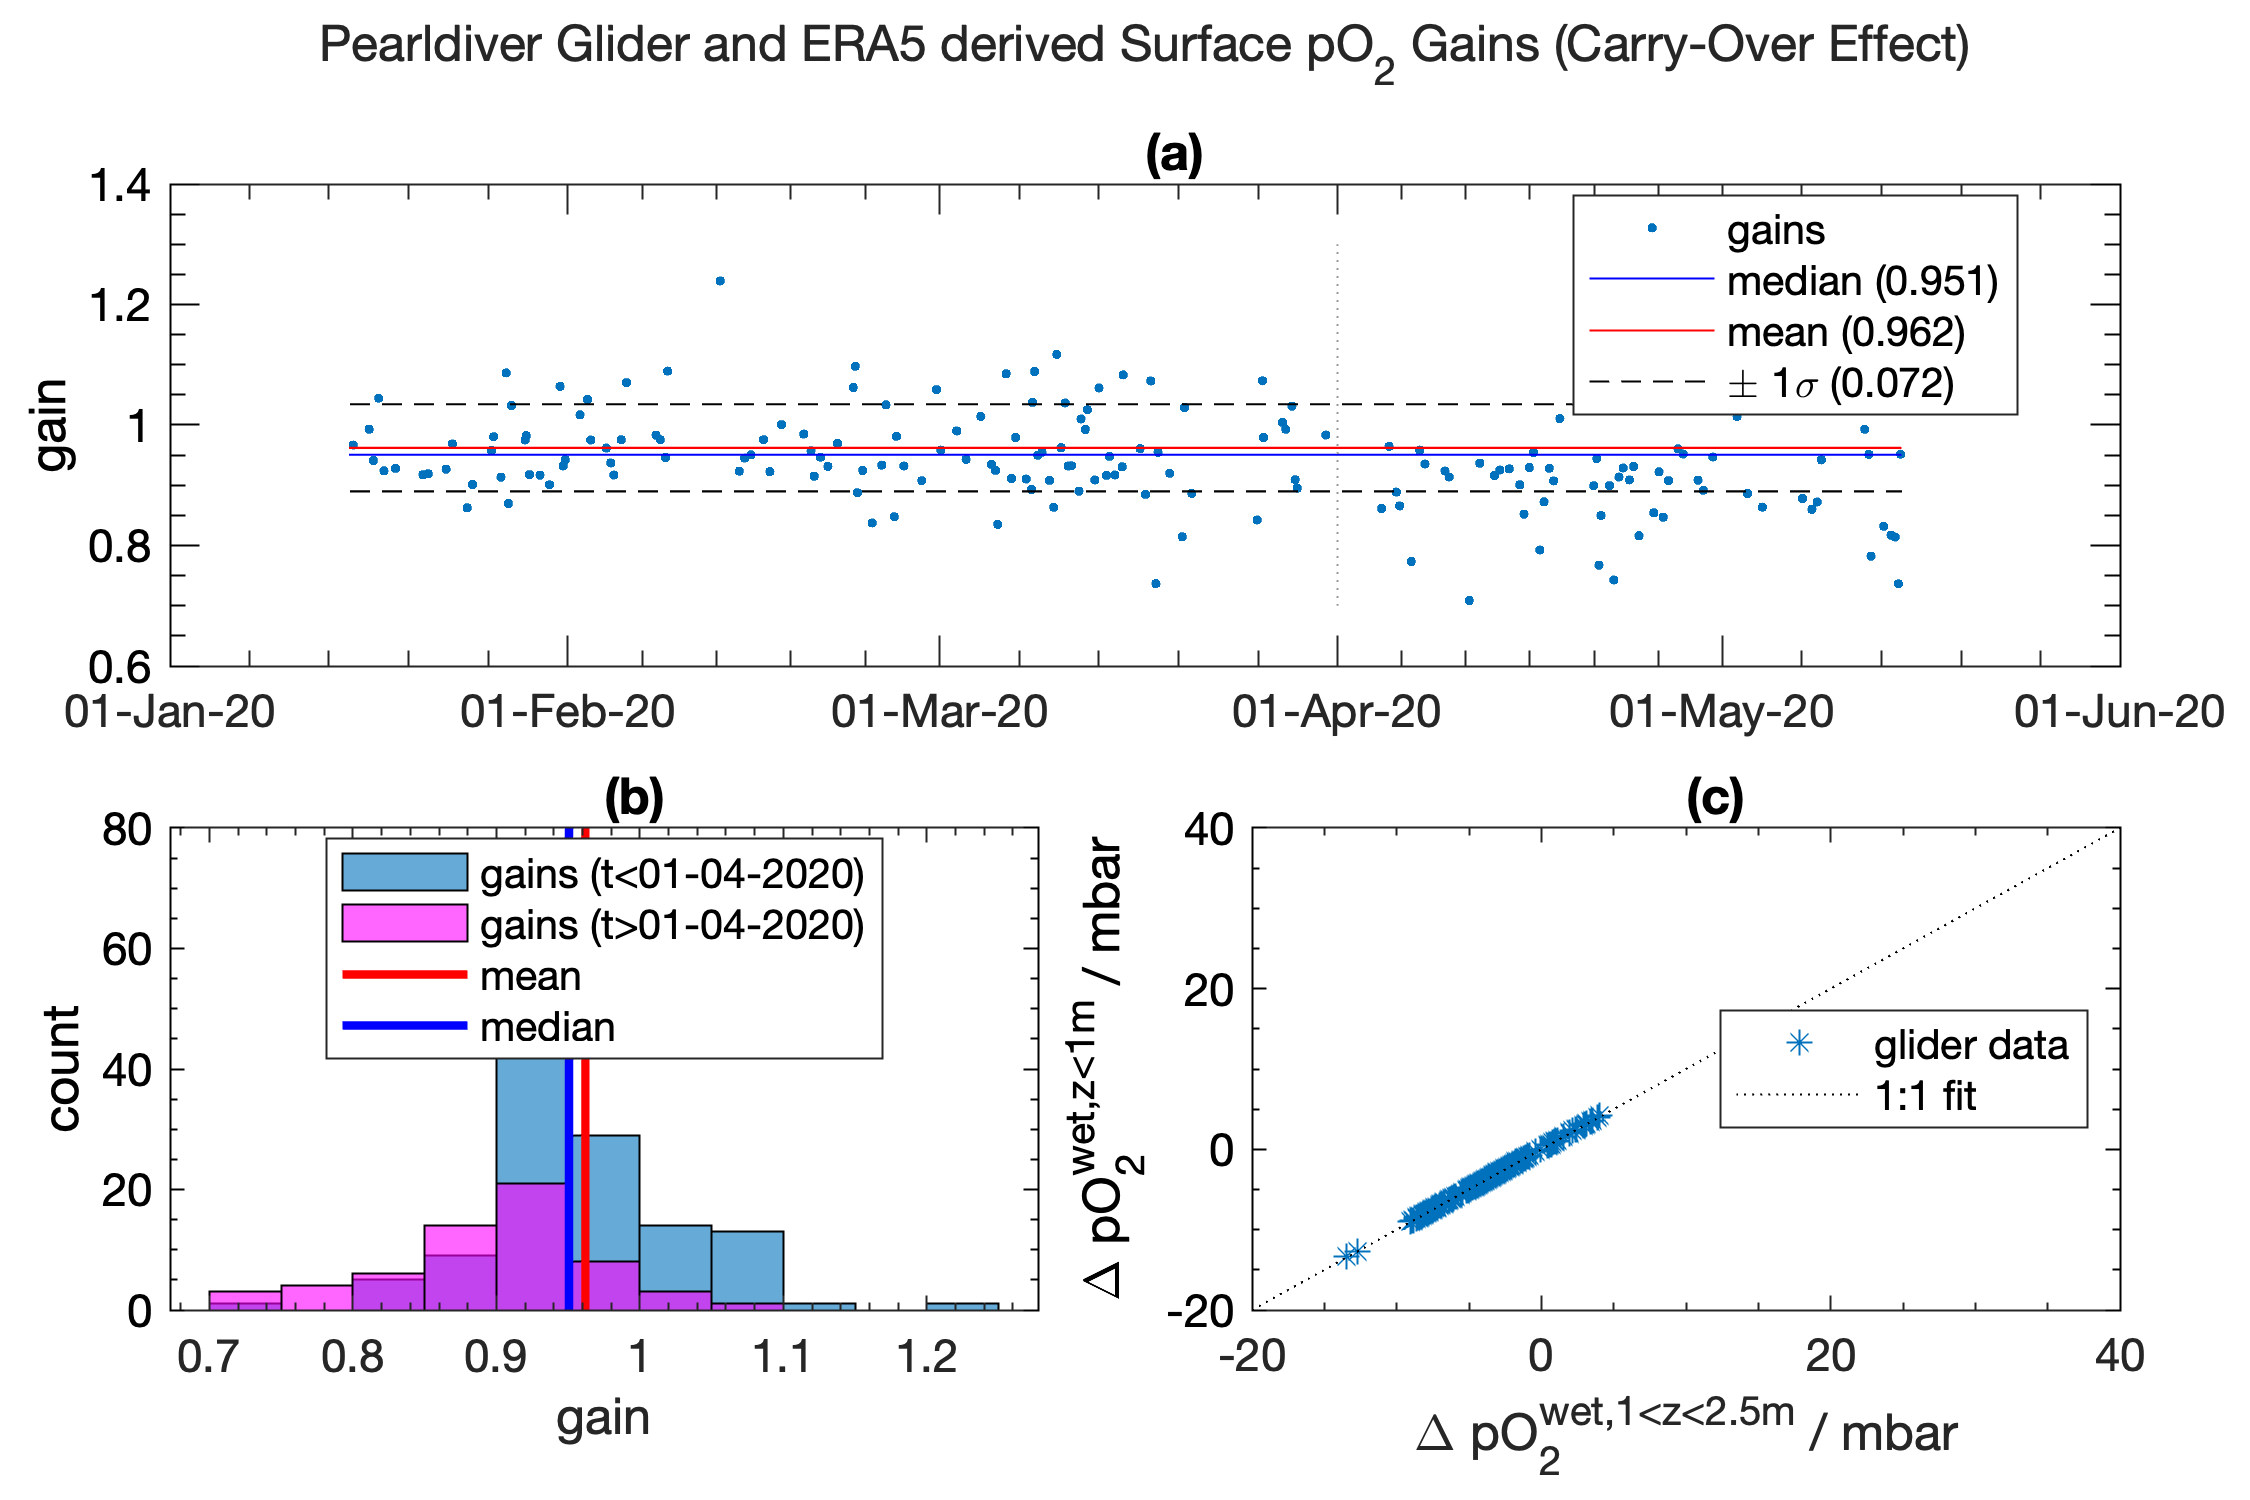 Pearldiver Glider and ERA5 derived Surface pO2 Gains (Carry-Over Effect)
(a)
gain
1.4
1.2
1
0.8
0.6
gains
median (0.951)
mean (0.962)
± 1σ (0.072)
01-Jan-20 01-Feb-20 01-Mar-20 01-Apr-20 01-May-20 01-Jun-20
(b)
count
80
60
40
20
0
gains (t<01-04-2020)
gains (t>01-04-2020)
mean
median
0.7 0.8 0.9 1 1.1 1.2
gain
(c)
Δ pO2wet,z<1m / mbar
40
20
0
-20
glider data
1:1 fit
-20 0 20 40
Δ pO2wet,1<z<2.5m / mbar